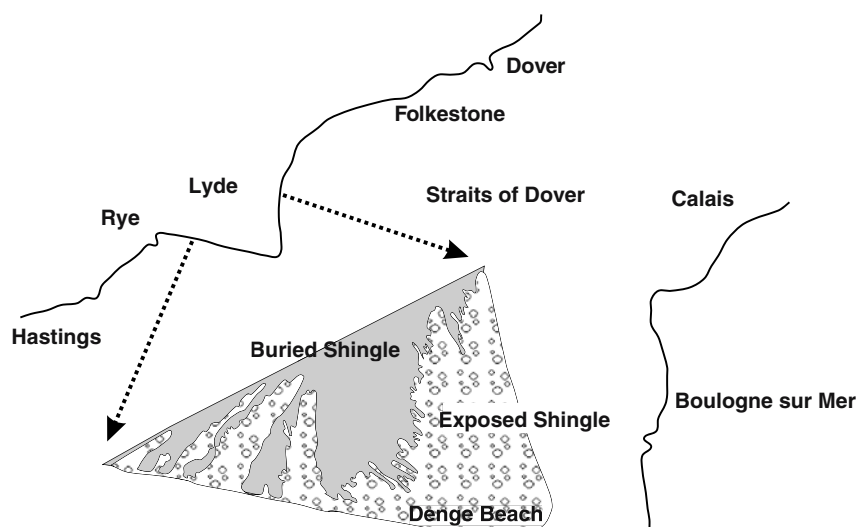 Dover
Folkestone
Lyde
Straits of Dover
Calais
Rye
Hastings
Buried Shingle
Boulogne sur Mer
Exposed Shingle
Denge Beach